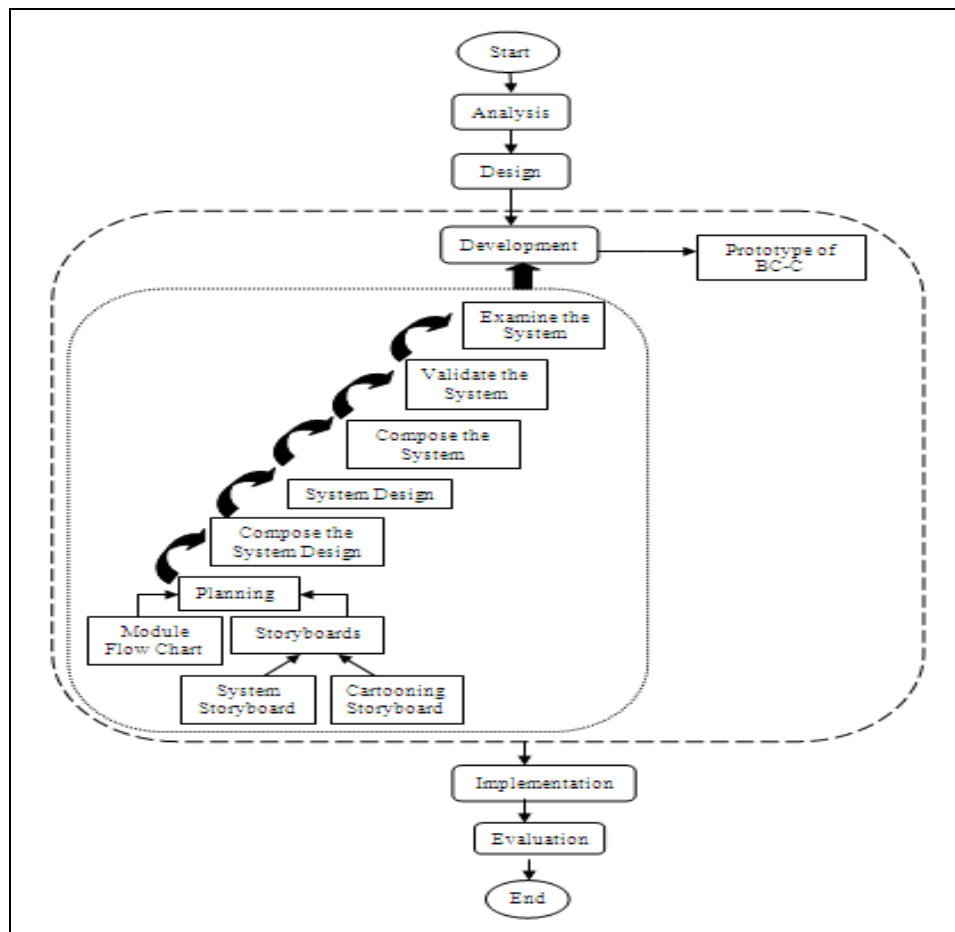 Start
Analysis
Design
Development
Prototype of
BC-C
Examine the
System
Validate the
System
Compose the
System
System Design
Compose the
System Design
Planning
Module
Flow Chart
Storyboards
System
Storyboard
Cartooning
Storyboard
Implementation
Evaluation
End